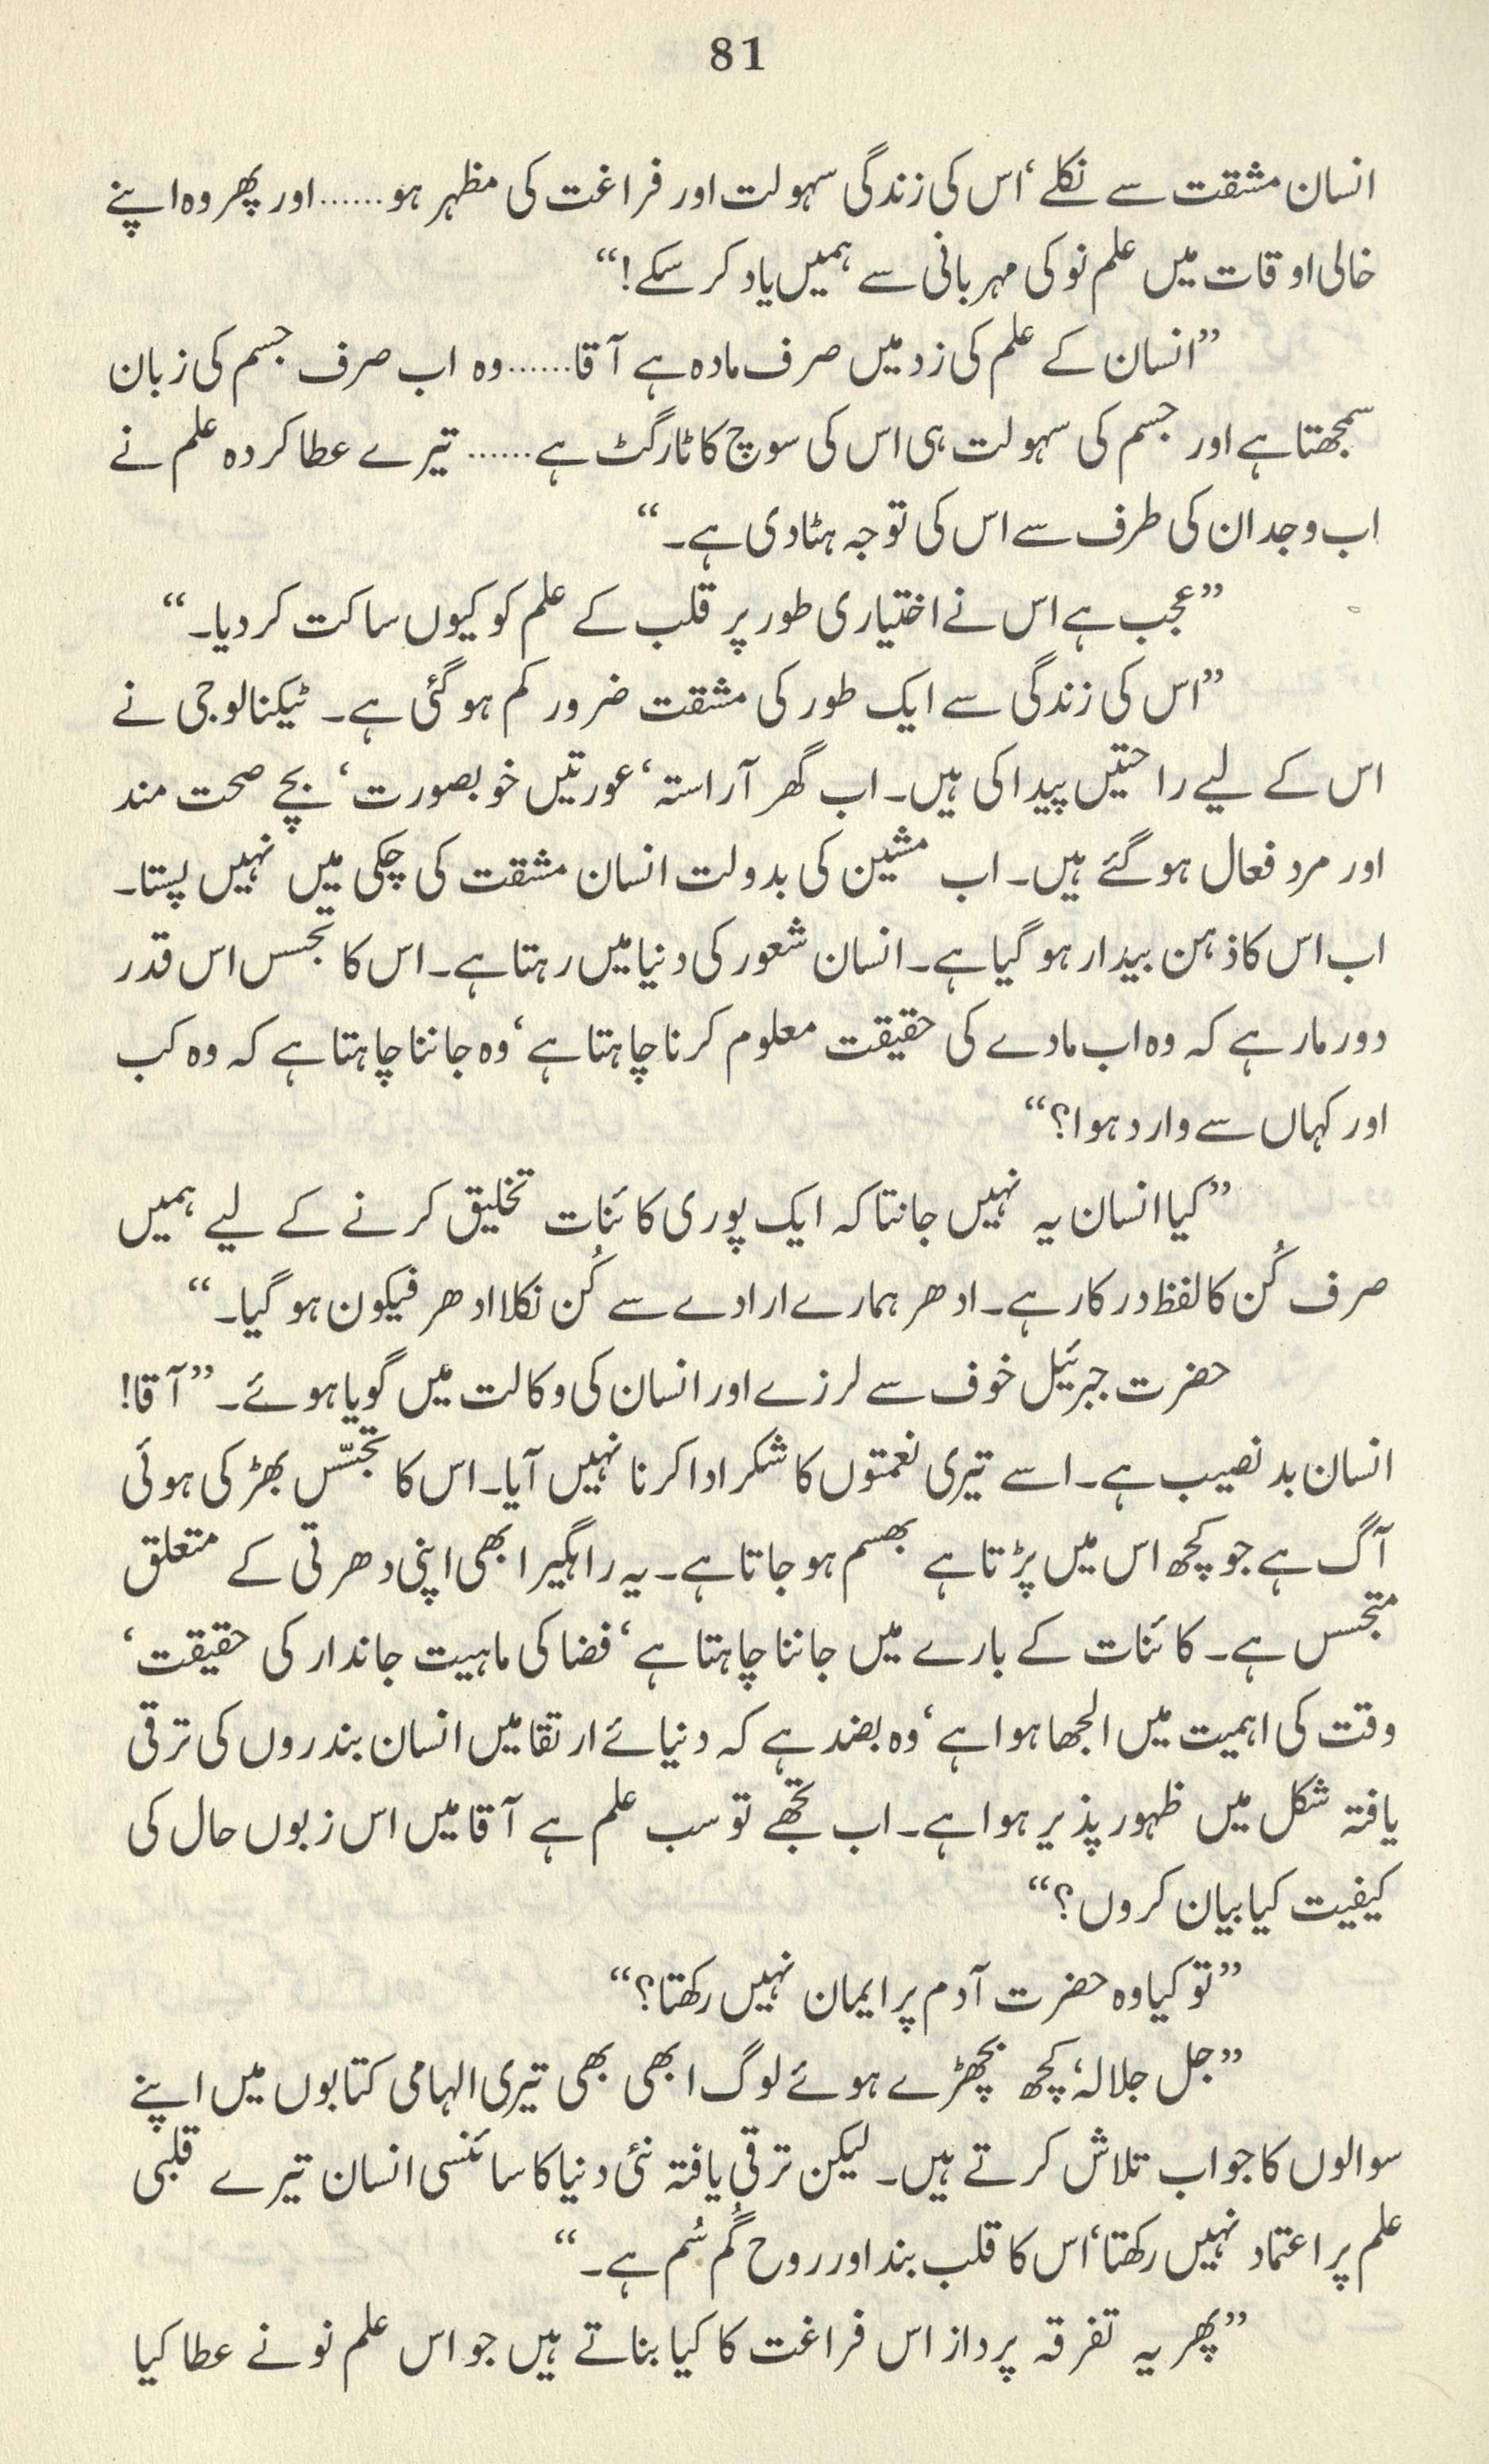 81
انسان مشقت سے نکلے‘ اس کی زندگی سہولت اور فراغت کی مظہر ہو...... اور پھر وہ اپنے
خالی اوقات میں علم نو کی مہربانی سے ہمیں یاد کر سکے!“
”انسان کے علم کی زد میں صرف مادہ ہے آقا......وہ اب صرف جسم کی زبان
سمجھتا ہے اور جسم کی سہولت ہی اس کی سوچ کا ٹارگٹ ہے...... تیرے عطا کردہ علم نے
اب وجدان کی طرف سے اس کی توجہ ہٹا دی ہے۔“
”عجب ہے اس نے اختیاری طور پر قلب کے علم کو کیوں ساکت کر دیا۔“
”اس کی زندگی سے ایک طور کی مشقت ضرور کم ہو گئی ہے۔ ٹیکنالوجی نے
اس کے لیے راحتیں پیدا کی ہیں۔ اب گھر آراستہ‘ عورتیں خوبصورت‘ بچے صحت مند
اور مرد فعال ہو گئے ہیں۔ اب مشین کی بدولت انسان مشقت کی چکی میں نہیں پستا۔
اب اس کا ذہن بیدار ہو گیا ہے۔ انسان شعور کی دنیا میں رہتا ہے۔ اس کا تجسس اس قدر
دور مار ہے کہ وہ اب مادے کی حقیقت معلوم کرنا چاہتا ہے‘ وہ جاننا چاہتا ہے کہ وہ کب
اور کہاں سے وارد ہوا؟“
”کیا انسان یہ نہیں جانتا کہ ایک پوری کائنات تخلیق کرنے کے لیے ہمیں
صرف کُن کا لفظ درکار ہے۔ ادھر ہمارے ارادے سے کُن نکلا ادھر فیکون ہو گیا۔“
حضرت جبرئیل خوف سے لرزے اور انسان کی وکالت میں گویا ہوئے۔ ”آقا!
انسان بد نصیب ہے۔ اسے تیری نعمتوں کا شکر ادا کرنا نہیں آیا۔ اس کا تجسّس بھڑکی ہوئی
آگ ہے جو کچھ اس میں پڑتا ہے بھسم ہو جاتا ہے۔ یہ راہگیر ابھی اپنی دھرتی کے متعلق
متجسس ہے۔ کائنات کے بارے میں جاننا چاہتا ہے‘ فضا کی ماہیت جاندار کی حقیقت‘
وقت کی اہمیت میں الجھا ہوا ہے‘ وہ بضد ہے کہ دنیائے ارتقا میں انسان بندروں کی ترقی
یافتہ شکل میں ظہور پذیر ہوا ہے۔ اب تجھے تو سب علم ہے آقا میں اس زبوں حال کی
کیفیت کیا بیان کروں؟“
”تو کیا وہ حضرت آدم پر ایمان نہیں رکھتا؟“
”جل جلالہٗ کچھ بچھڑے ہوئے لوگ ابھی بھی تیری الہامی کتابوں میں اپنے
سوالوں کا جواب تلاش کرتے ہیں۔ لیکن ترقی یافتہ نئی دنیا کا سائنسی انسان تیرے قلبی
علم پر اعتماد نہیں رکھتا‘ اس کا قلب بند اور روح گُم سُم ہے۔“
”پھر یہ تفرقہ پرداز اس فراغت کا کیا بناتے ہیں جو اس علم نو نے عطا کیا